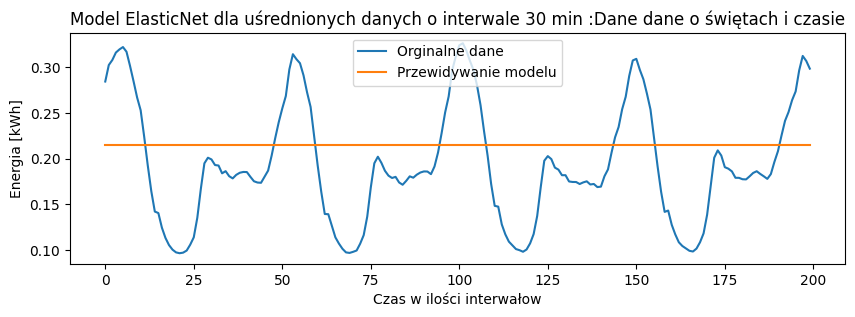 Model ElasticNet dla uśrednionych danych o interwale 30 min :Dane dane o świętach i czasie
Orginalne dane
Przewidywanie modelu
Energia [kWh]
0.30
0.25
0.20
0.15
0.10
0 25 50 75 100 125 150 175 200
Czas w ilości interwałow